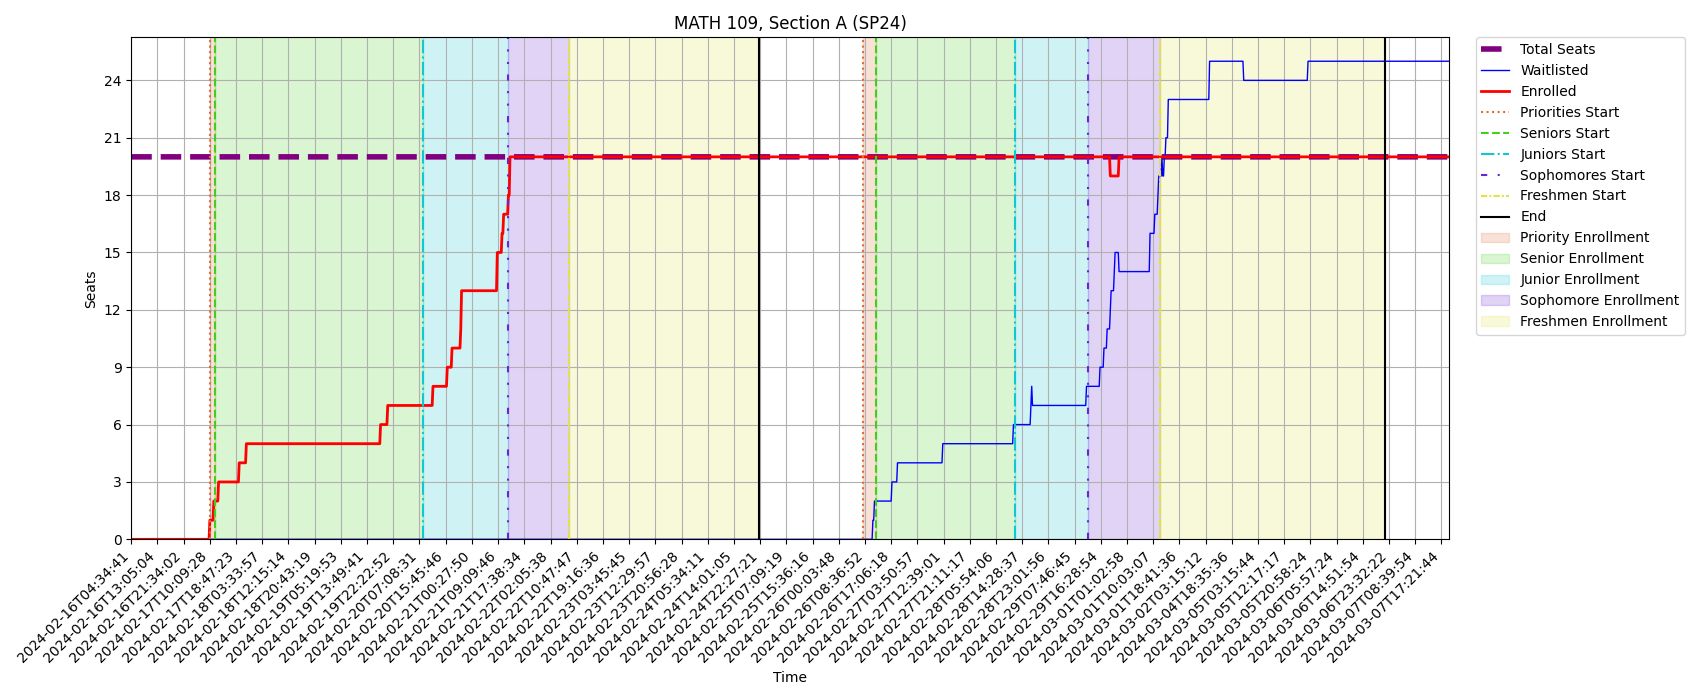 MATH 109, Section A (SP24)
Seats
24
21
18
15
12
9
6
3
0
2024-02-16T04:34:41
2024-02-16T13:05:04
2024-02-16T21:34:02
2024-02-17T10:09:28
2024-02-17T18:47:23
2024-02-18T03:33:57
2024-02-18T12:15:14
2024-02-18T20:43:19
2024-02-19T05:19:53
2024-02-19T13:49:41
2024-02-19T22:22:52
2024-02-20T07:08:31
2024-02-20T15:45:46
2024-02-21T00:27:50
2024-02-21T09:09:46
2024-02-21T17:38:34
2024-02-22T02:05:38
2024-02-22T10:47:47
2024-02-22T19:16:36
2024-02-23T03:45:45
2024-02-23T12:29:57
2024-02-23T20:56:28
2024-02-24T05:34:11
2024-02-24T14:01:05
2024-02-24T22:27:21
2024-02-25T07:09:19
2024-02-25T15:36:16
2024-02-26T00:03:48
2024-02-26T08:36:52
2024-02-26T17:06:18
2024-02-27T03:50:57
2024-02-27T12:39:01
2024-02-27T21:11:17
2024-02-28T05:54:06
2024-02-28T14:28:37
2024-02-28T23:01:56
2024-02-29T07:46:45
2024-02-29T16:28:54
2024-03-01T01:02:58
2024-03-01T10:03:07
2024-03-01T18:41:36
2024-03-02T03:15:12
2024-03-04T18:35:36
2024-03-05T03:15:44
2024-03-05T12:17:17
2024-03-05T20:58:24
2024-03-06T05:57:24
2024-03-06T14:51:54
2024-03-06T23:32:22
2024-03-07T08:39:54
2024-03-07T17:21:44
Time
Total Seats
Waitlisted
Enrolled
Priorities Start
Seniors Start
Juniors Start
Sophomores Start
Freshmen Start
End
Priority Enrollment
Senior Enrollment
Junior Enrollment
Sophomore Enrollment
Freshmen Enrollment